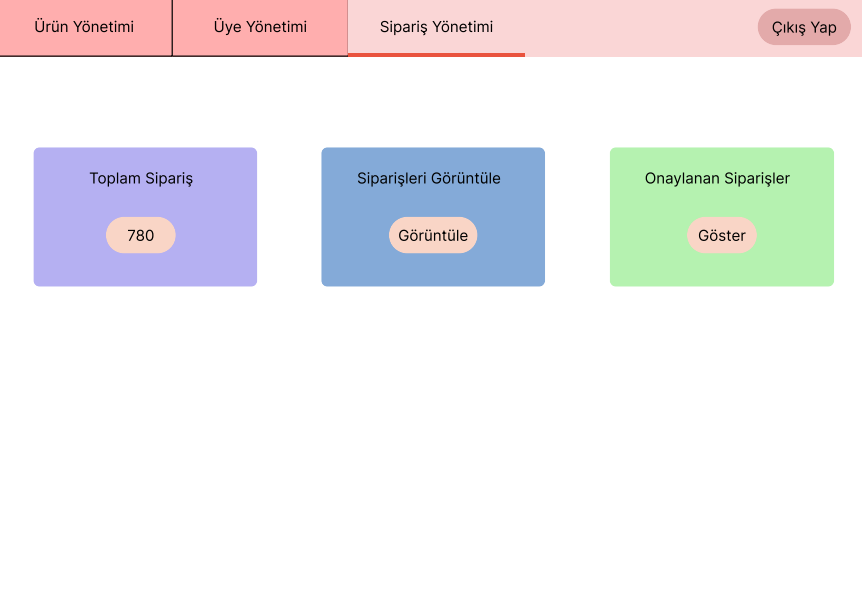 Ürün Yönetimi
Üye Yönetimi
Sipariş Yönetimi
Çıkış Yap
Toplam Sipariş
780
Siparişleri Görüntüle
Görüntüle
Onaylanan Siparişler
Göster